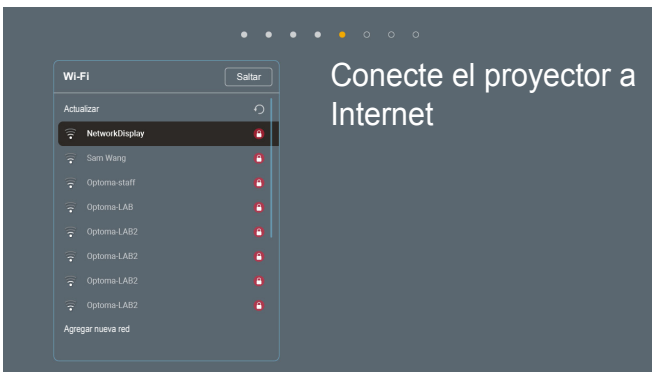 Wi-Fi
Saltar
Actualizar
NetworkDisplay
Sam Wang
Optoma-staff
Optoma-LAB
Optoma-LAB2
Optoma-LAB2
Optoma-LAB2
Optoma-LAB2
Agregar nueva red
Conecte el proyector a
Internet